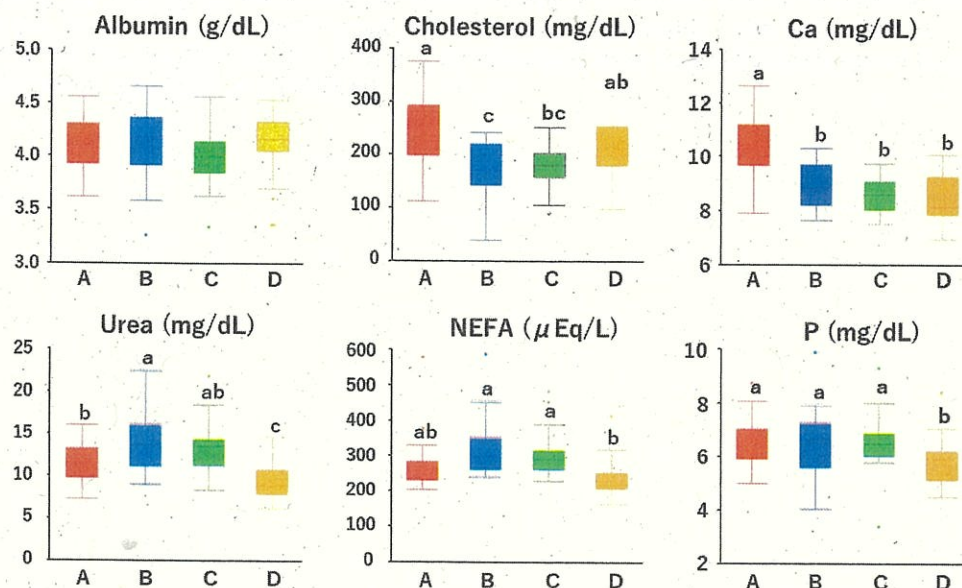 Albumin (g/dL)
5.0
4.5
4.0
3.5
3.0
A B C D
Cholesterol (mg/dL)
400
300
200
100
0
a
c
bc
ab
A B C D
Ca (mg/dL)
14
12
10
8
6
a
b
b
b
A B C D
Urea (mg/dL)
25
20
15
10
5
0
b
a
ab
c
A B C D
NEFA (μEq/L)
600
500
400
300
200
100
0
ab
a
a
b
A B C D
P (mg/dL)
10
8
6
4
2
a
a
a
b
A B C D